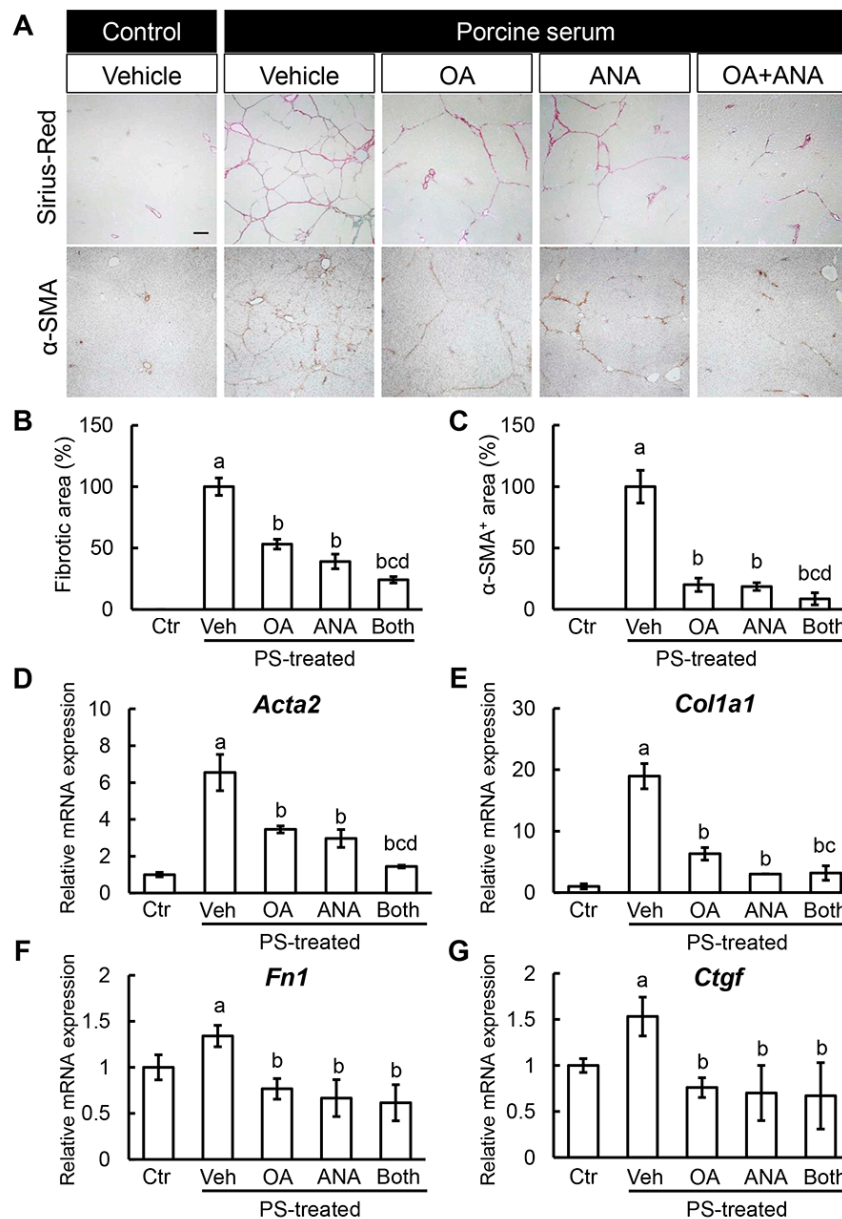 A
Control
Porcine serum
Vehicle
Vehicle
OA
ANA
OA+ANA
Sirius-Red
α-SMA
B
Fibrotic area (%)
150
100
50
0
a
b
b
bcd
Ctr
Veh
OA
ANA
Both
PS-treated
C
α-SMA⁺ area (%)
150
100
50
0
a
b
b
bcd
Ctr
Veh
OA
ANA
Both
PS-treated
D
Acta2
Relative mRNA expression
10
8
6
4
2
0
a
b
b
bcd
Ctr
Veh
OA
ANA
Both
PS-treated
E
Col1a1
Relative mRNA expression
30
20
10
0
a
b
b
bc
Ctr
Veh
OA
ANA
Both
PS-treated
F
Fn1
Relative mRNA expression
2
1.5
1
0.5
0
a
b
b
b
Ctr
Veh
OA
ANA
Both
PS-treated
G
Ctgf
Relative mRNA expression
2
1.5
1
0.5
0
a
b
b
b
Ctr
Veh
OA
ANA
Both
PS-treated